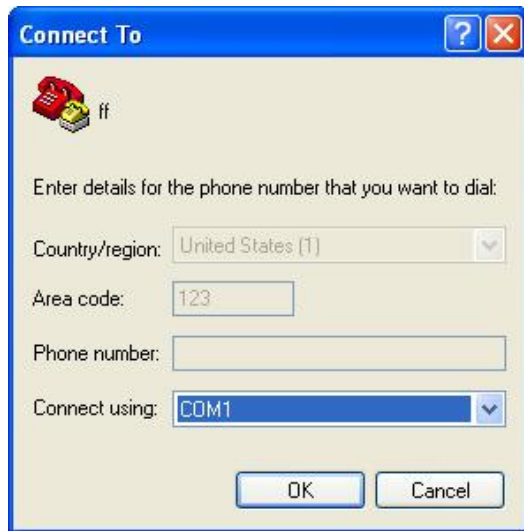 Connect To
ff
Enter details for the phone number that you want to dial:
Country/region: United States (1)
Area code: 123
Phone number:
Connect using: COM1
OK Cancel